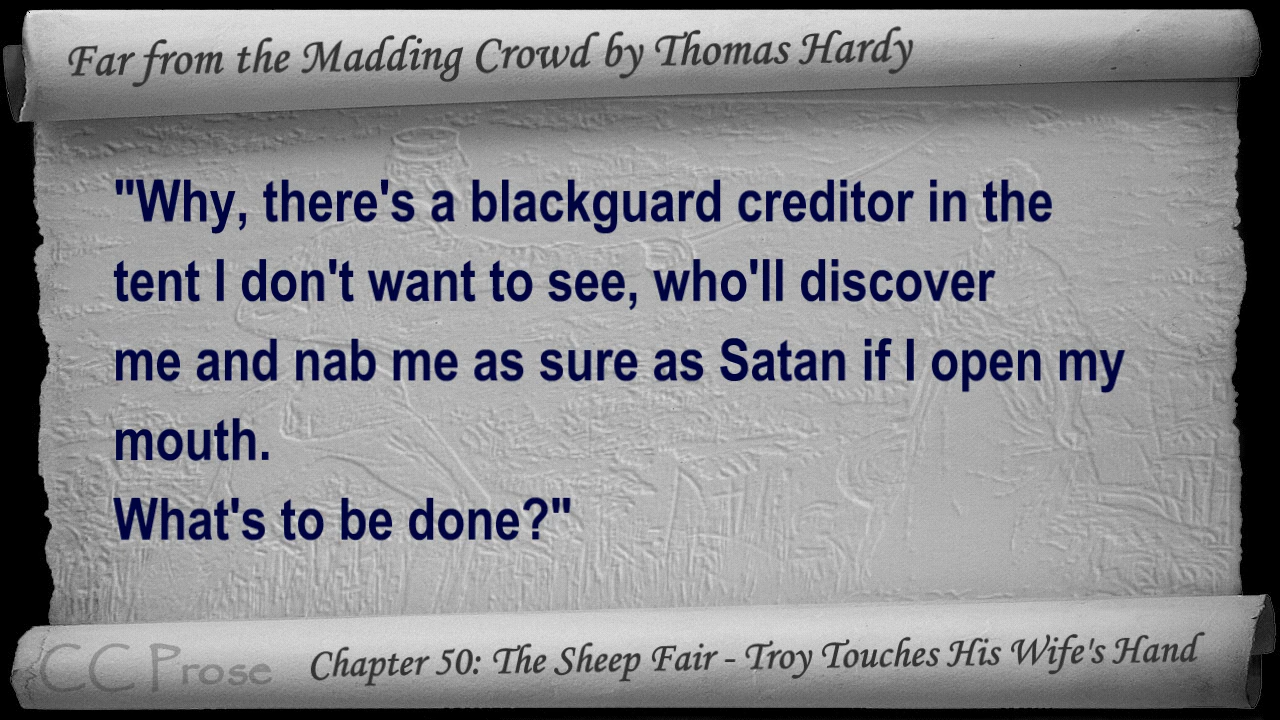 Far from the Madding Crowd by Thomas Hardy
"Why, there's a blackguard creditor in the
tent I don't want to see, who'll discover
me and nab me as sure as Satan if I open my
mouth.
What's to be done?"
CC Prose
Chapter 50: The Sheep Fair - Troy Touches His Wife's Hand